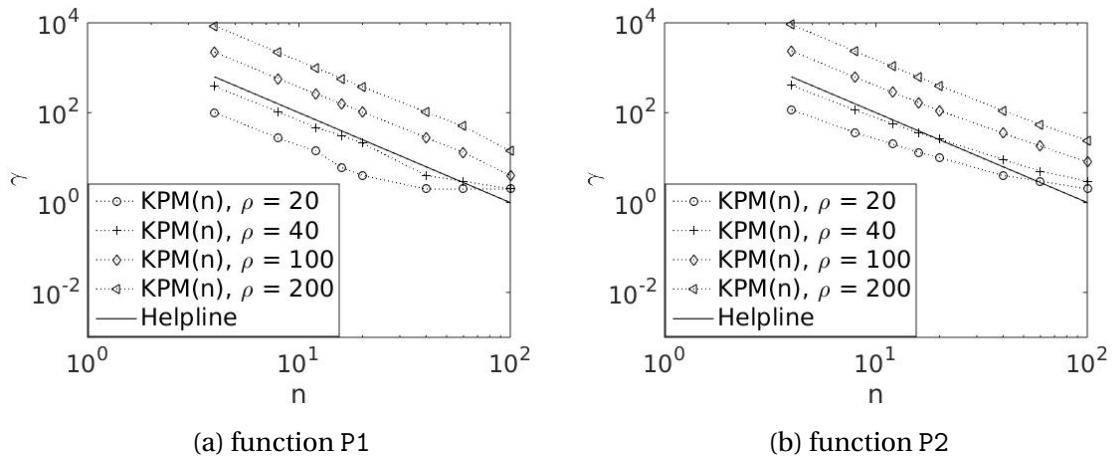 10^4
10^2
10^0
10^-2
γ
KPM(n), ρ = 20
KPM(n), ρ = 40
KPM(n), ρ = 100
KPM(n), ρ = 200
Helpline
10^0
10^1
10^2
n
(a) function P1
10^4
10^2
10^0
10^-2
γ
KPM(n), ρ = 20
KPM(n), ρ = 40
KPM(n), ρ = 100
KPM(n), ρ = 200
Helpline
10^0
10^1
10^2
n
(b) function P2